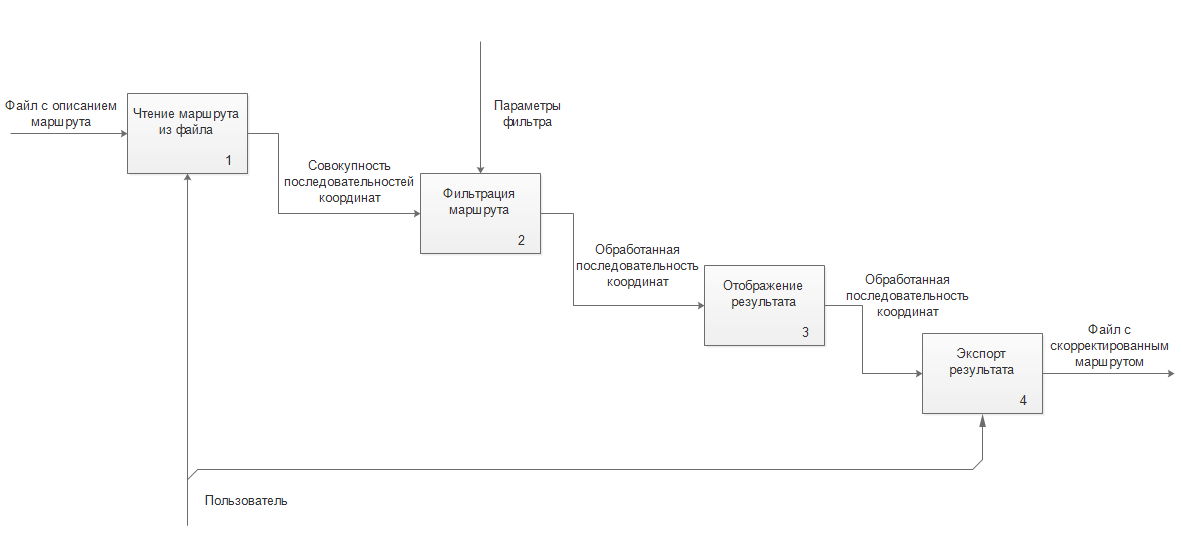 Файл с описанием
маршрута
Чтение маршрута
из файла
1
Параметры
фильтра
Совокупность
последовательностей
координат
Фильтрация
маршрута
2
Обработанная
последовательность
координат
Отображение
результата
3
Обработанная
последовательность
координат
Экспорт
результата
4
Файл с
скорректированным
маршрутом
Пользователь